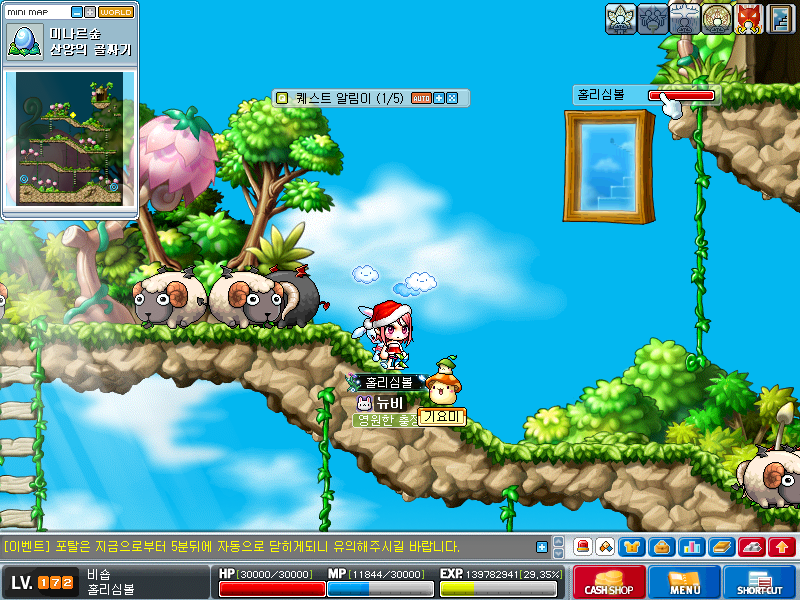 MINI MAP
WORLD
미나르숲
산양의 골짜기
퀘스트 알림이 (1/5)
AUTO
홀리심볼
홀리심볼
뉴비
기요미
영원한 충
[이벤트] 포탈은 지금으로부터 5분뒤에 자동으로 닫히게되니 유의해주시길 바랍니다.
LV. 172
비숍
홀리심볼
HP[30000/30000]
MP[11844/30000]
EXP 139782941[29.35%]
CASH SHOP
MENU
SHORT CUT